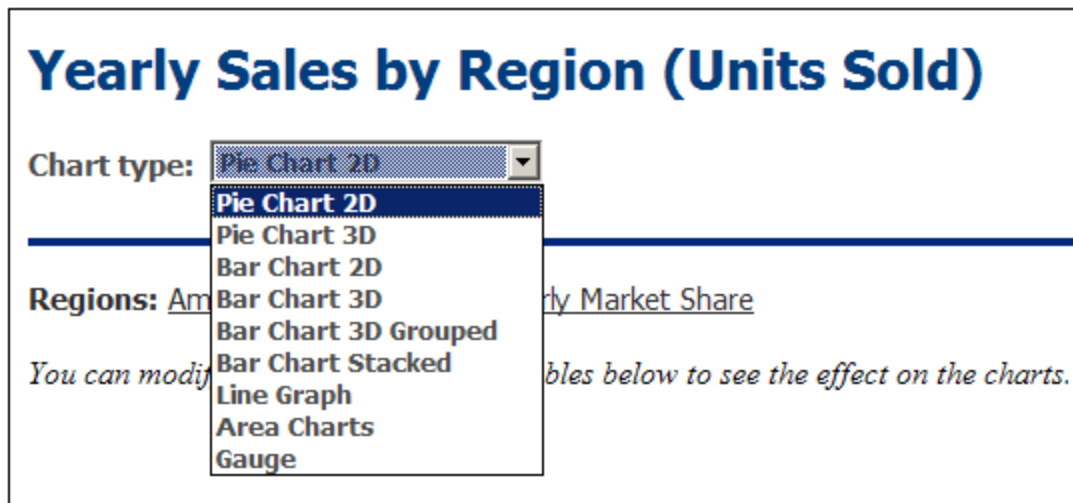 Yearly Sales by Region (Units Sold)
Chart type: Pie Chart 2D
Pie Chart 2D
Pie Chart 3D
Bar Chart 2D
Regions: Am
Bar Chart 3D
rly Market Share
Bar Chart 3D Grouped
Bar Chart Stacked
You can modif
bles below to see the effect on the charts.
Line Graph
Area Charts
Gauge